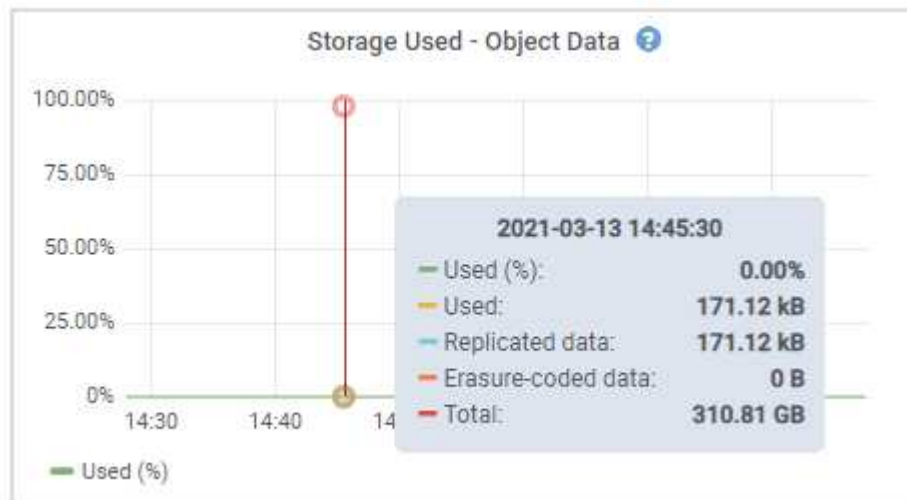 Storage Used - Object Data ?
100.00%
75.00%
50.00%
25.00%
0%
14:30 14:40 14
2021-03-13 14:45:30
Used (%): 0.00%
Used: 171.12 kB
Replicated data: 171.12 kB
Erasure-coded data: 0 B
Total: 310.81 GB
Used (%)